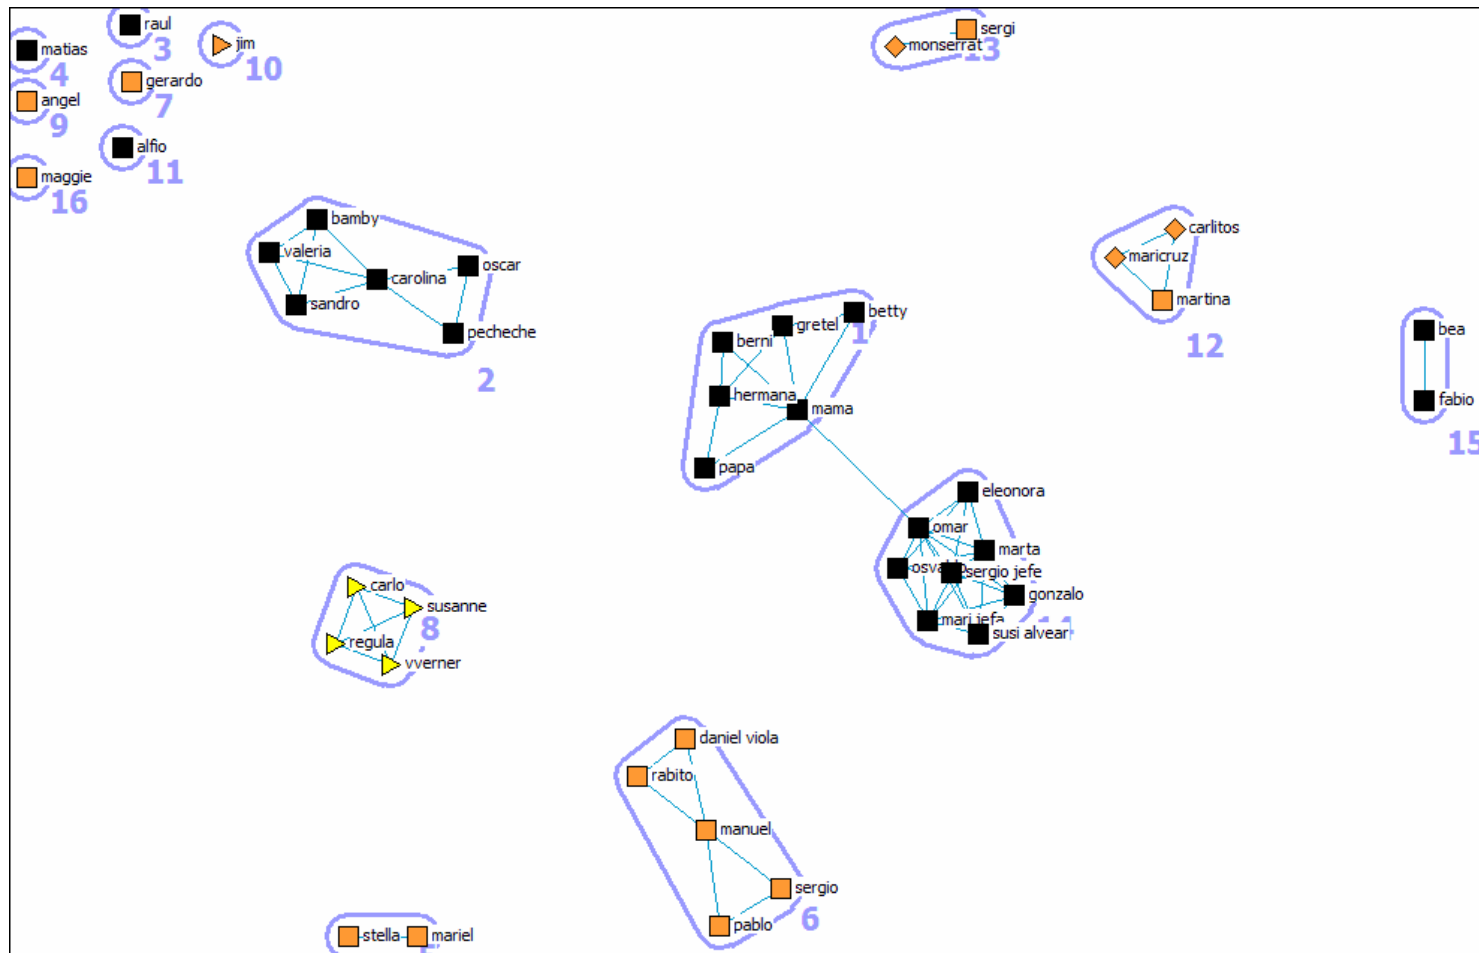 raul
matias
3
jim
10
4
gerardo
7
angel
9
alfio
11
maggie
16
sergi
monserrat
13
bamby
valeria
oscar
carolina
sandro
pecheche
2
carlitos
maricruz
martina
12
betty
gretel
1
berni
hermana
mama
papa
bea
fabio
15
eleonora
omar
marta
sergio jefe
gonzalo
mari jefa
susi alvear
carlo
susanne
8
regula
vverner
daniel viola
rabito
manuel
sergio
pablo
6
stella
mariel